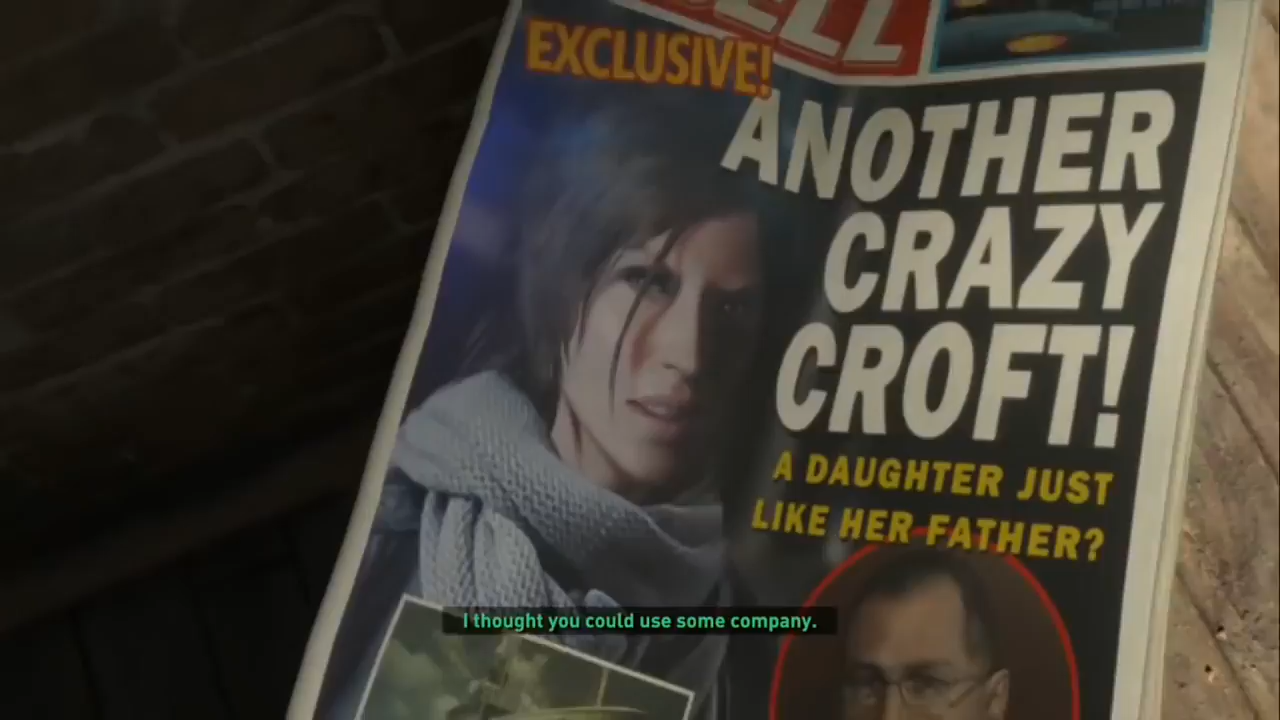 EXCLUSIVE!
ANOTHER
CRAZY
CROFT!
A DAUGHTER JUST
LIKE HER FATHER?
I thought you could use some company.